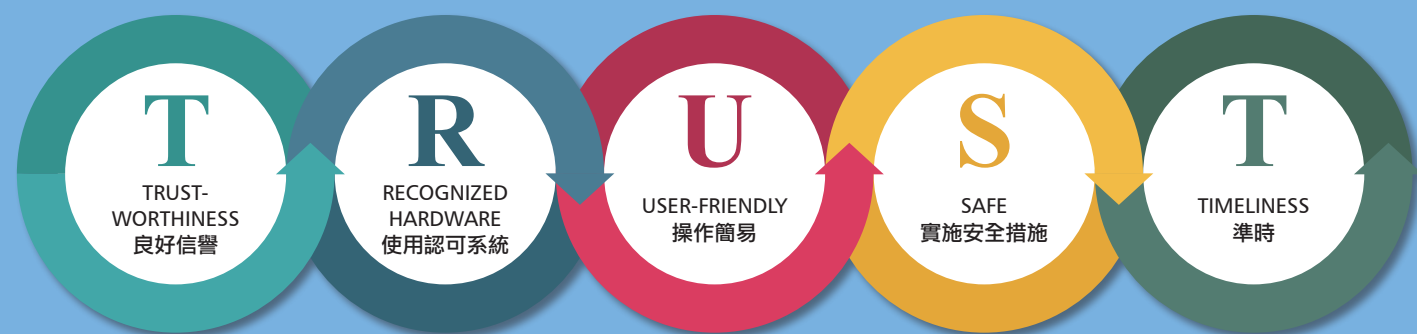 T
TRUST-
WORTHINESS
良好信譽
R
RECOGNIZED
HARDWARE
使用認可系統
U
USER-FRIENDLY
操作簡易
S
SAFE
實施安全措施
T
TIMELINESS
準時